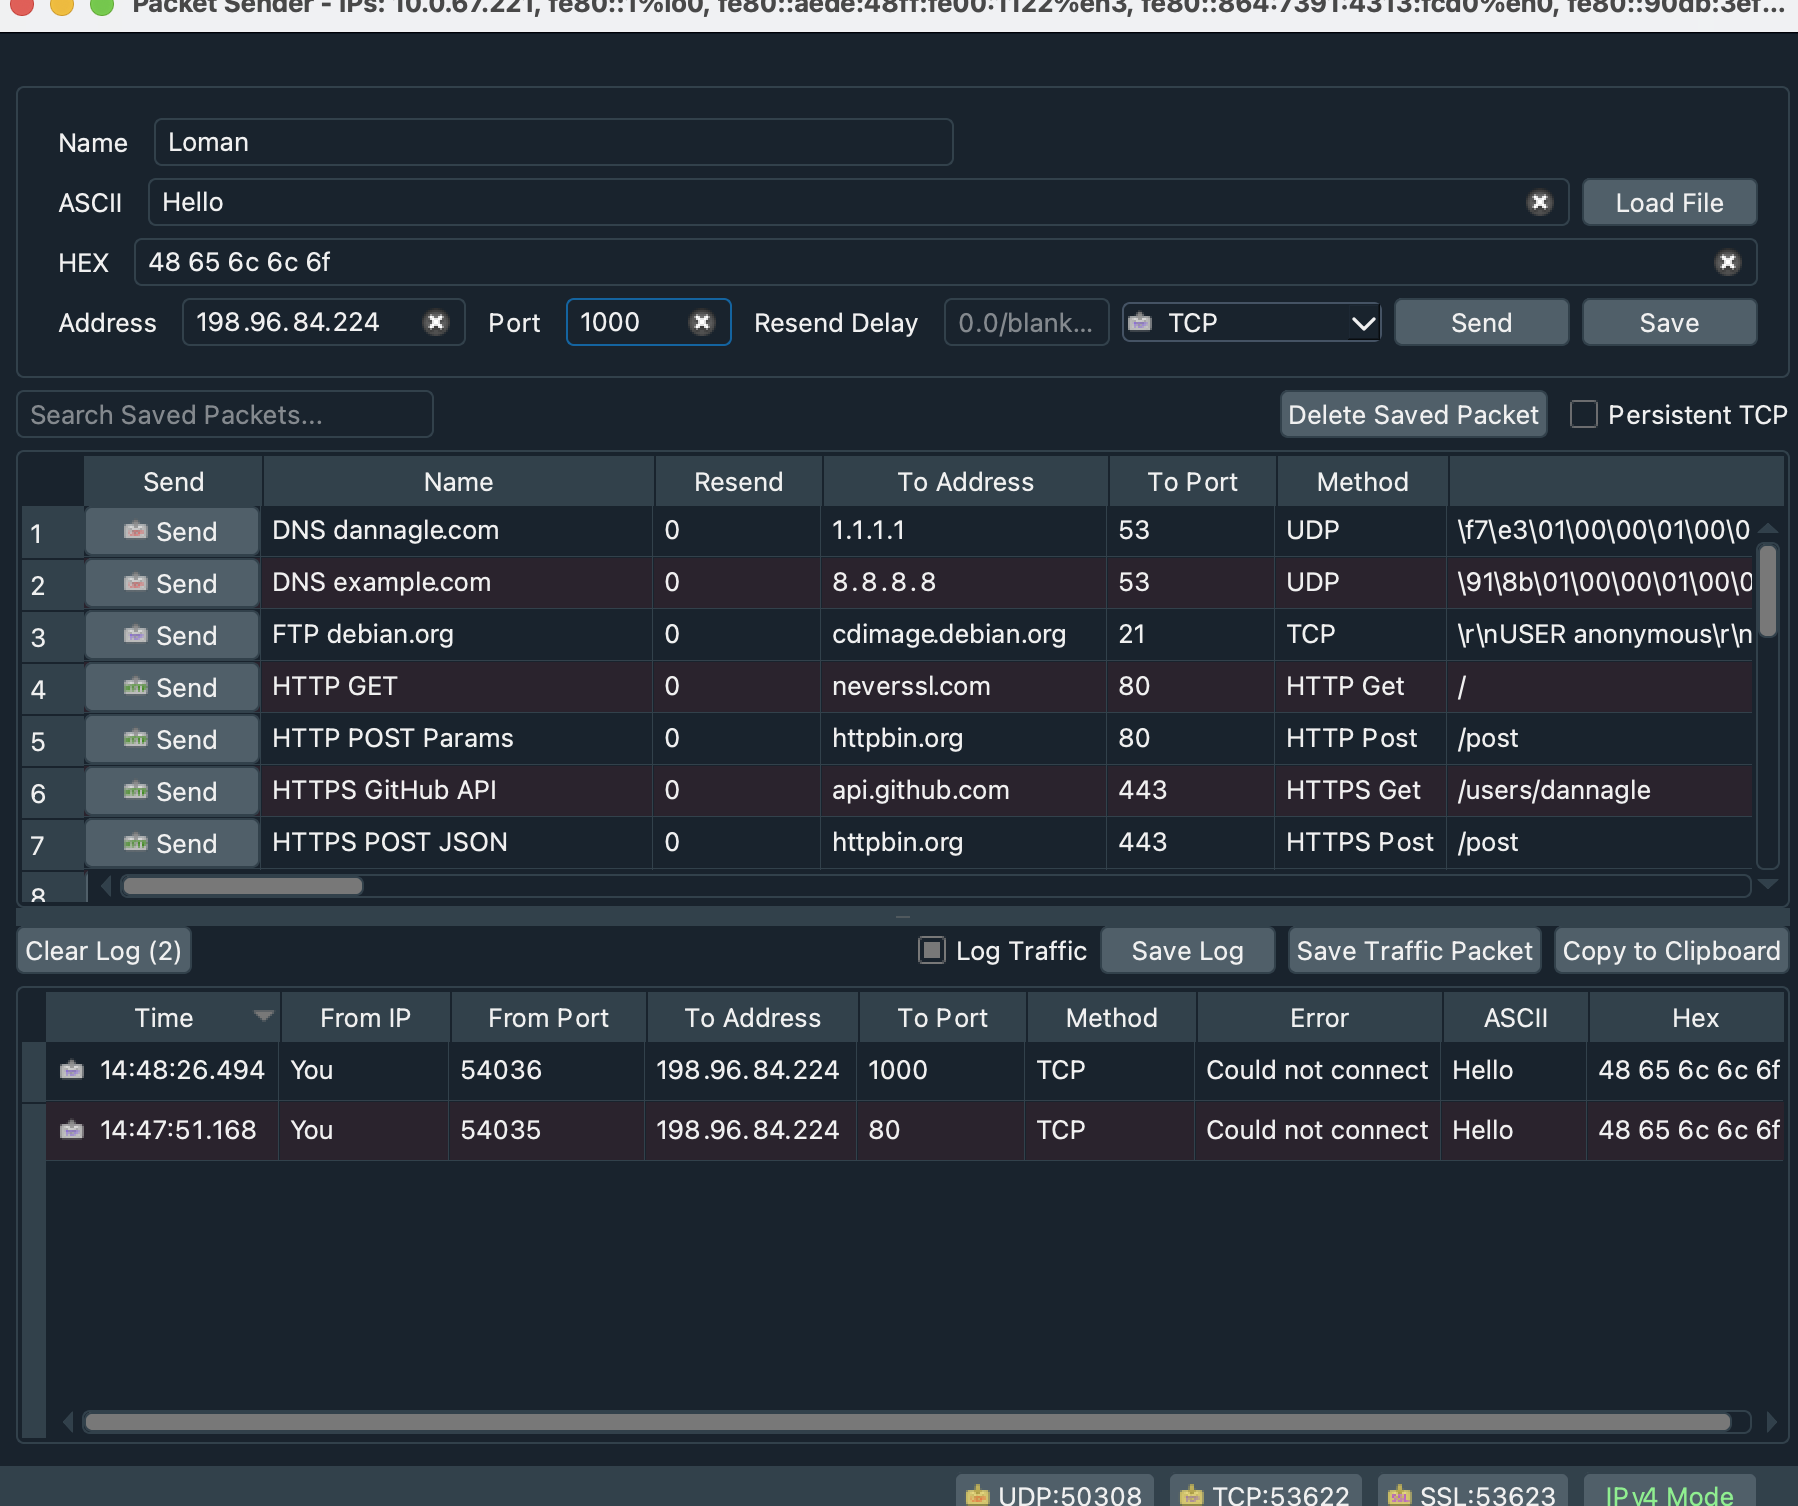 Packet Sender - IPs: 10.0.67.221, fe80::1%lo0, fe80::aede:48ff:fe00:1122%en3, fe80::864:7391:4313:fcd0%en0, fe80::90db:3ef...
Name Loman
ASCII Hello Load File
HEX 48 65 6c 6c 6f
Address 198.96.84.224 Port 1000 Resend Delay 0.0/blank... TCP Send Save
Search Saved Packets... Delete Saved Packet Persistent TCP
Send Name Resend To Address To Port Method
1 Send DNS dannagle.com 0 1.1.1.1 53 UDP \f7\e3\01\00\00\01\00\0
2 Send DNS example.com 0 8.8.8.8 53 UDP \91\8b\01\00\00\01\00\0
3 Send FTP debian.org 0 cdimage.debian.org 21 TCP \r\nUSER anonymous\r\n
4 Send HTTP GET 0 neverssl.com 80 HTTP Get /
5 Send HTTP POST Params 0 httpbin.org 80 HTTP Post /post
6 Send HTTPS GitHub API 0 api.github.com 443 HTTPS Get /users/dannagle
7 Send HTTPS POST JSON 0 httpbin.org 443 HTTPS Post /post
8
Clear Log (2) Log Traffic Save Log Save Traffic Packet Copy to Clipboard
Time From IP From Port To Address To Port Method Error ASCII Hex
14:48:26.494 You 54036 198.96.84.224 1000 TCP Could not connect Hello 48 65 6c 6c 6f
14:47:51.168 You 54035 198.96.84.224 80 TCP Could not connect Hello 48 65 6c 6c 6f
UDP:50308 TCP:53622 SSL:53623 IPv4 Mode